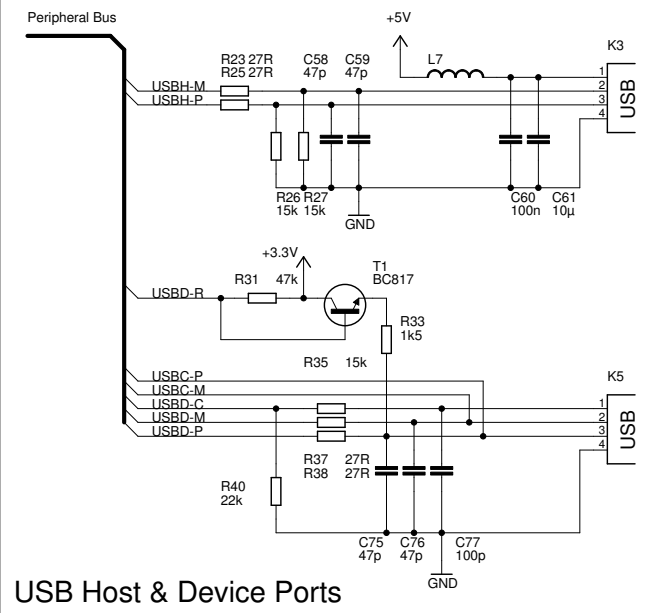 Peripheral Bus
+5V
R23 27R
R25 27R
C58
47p
C59
47p
L7
K3
USBH-M
USBH-P
1
2
3
4
USB
R26
15k
R27
15k
GND
C60
100n
C61
10µ
+3.3V
R31 47k
T1
BC817
USBD-R
R33
1k5
R35 15k
USBC-P
USBC-M
USBD-C
USBD-M
USBD-P
K5
1
2
3
4
USB
R37 27R
R38 27R
R40
22k
C75
47p
C76
47p
C77
100p
GND
USB Host & Device Ports